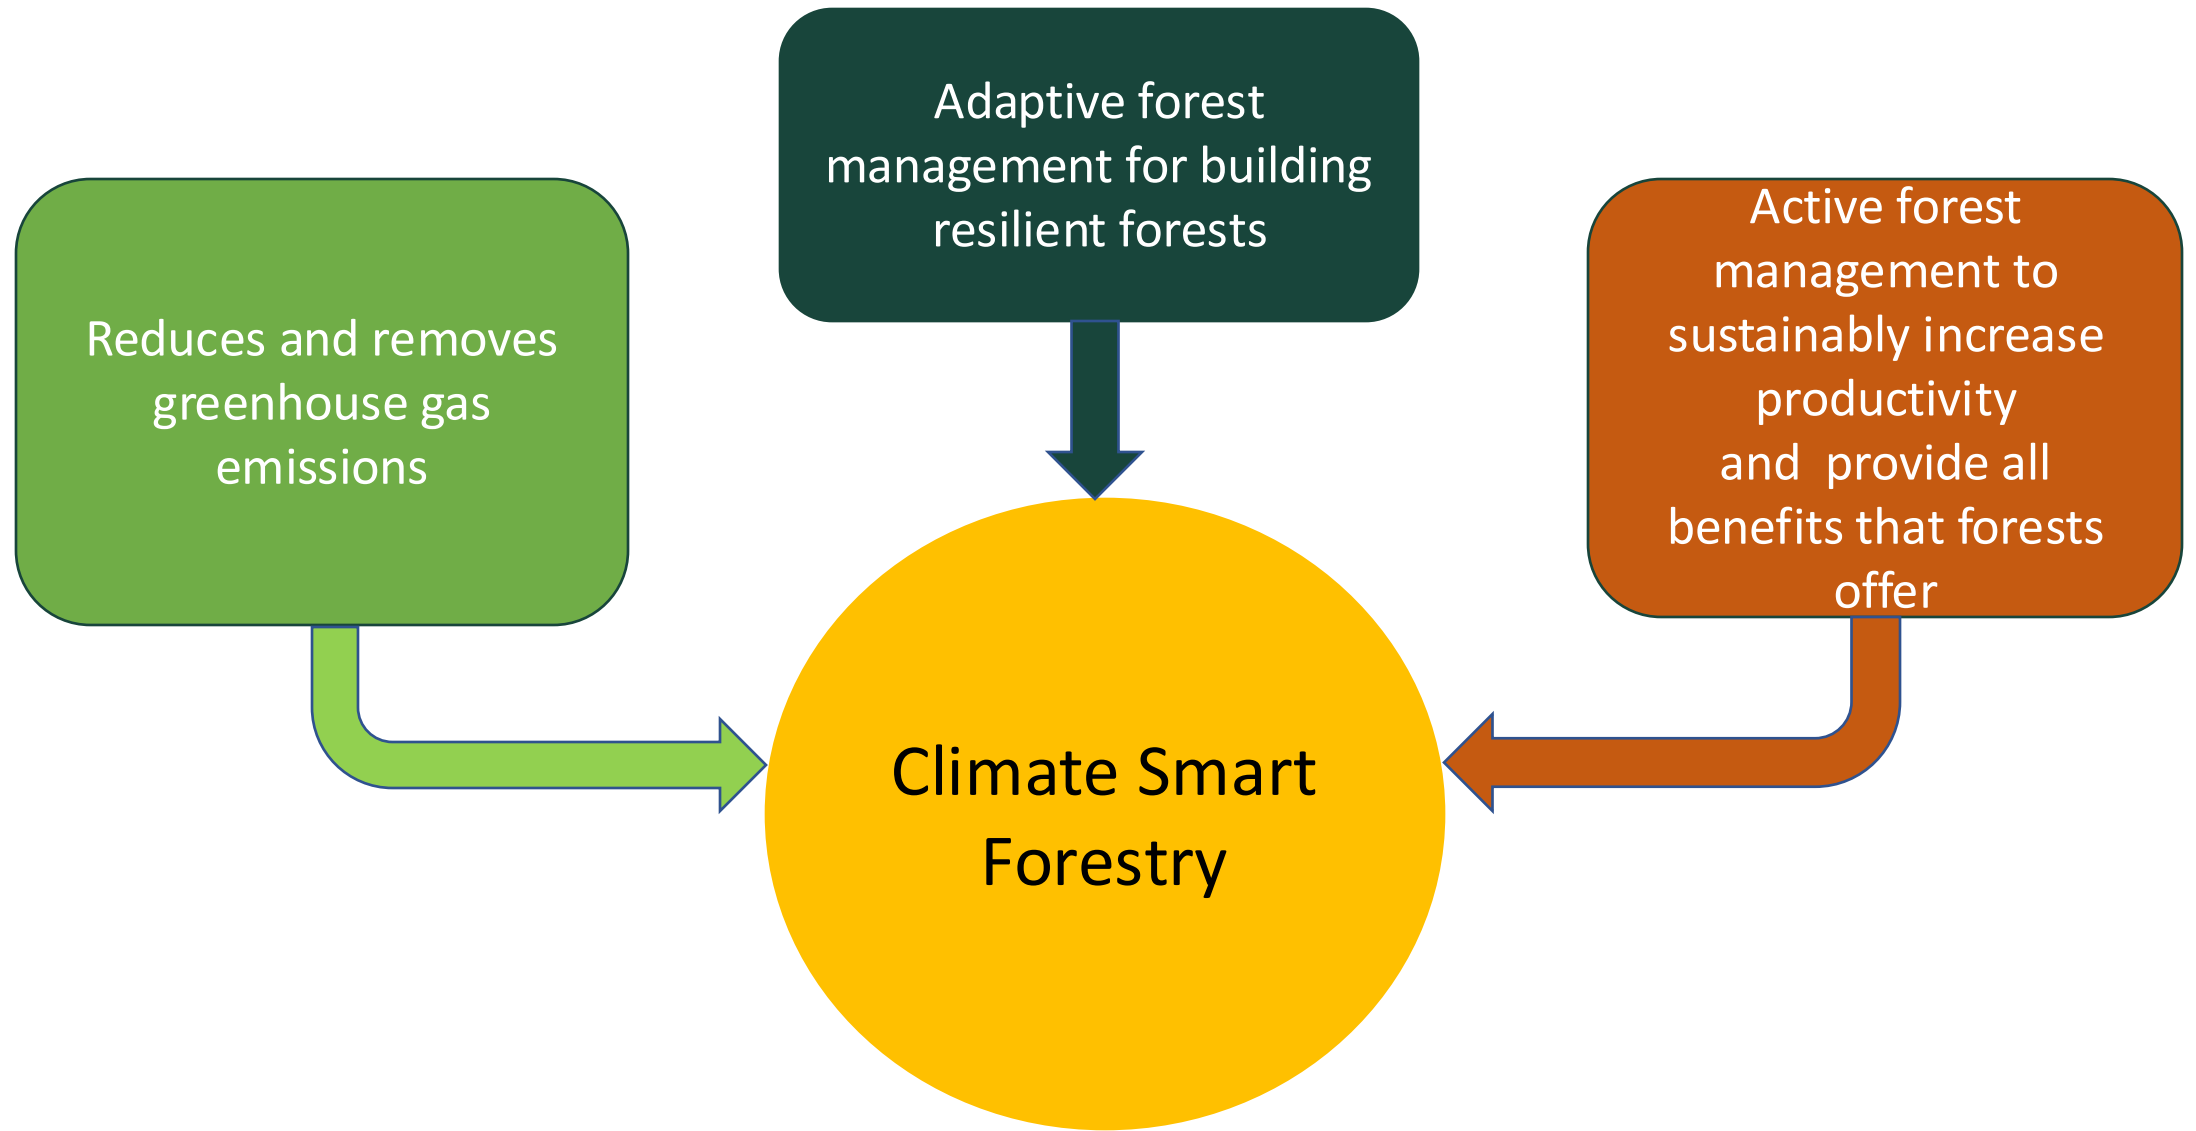 Adaptive forest
management for building
resilient forests
Reduces and removes
greenhouse gas
emissions
Active forest
management to
sustainably increase
productivity
and  provide all
benefits that forests
offer
Climate Smart
Forestry